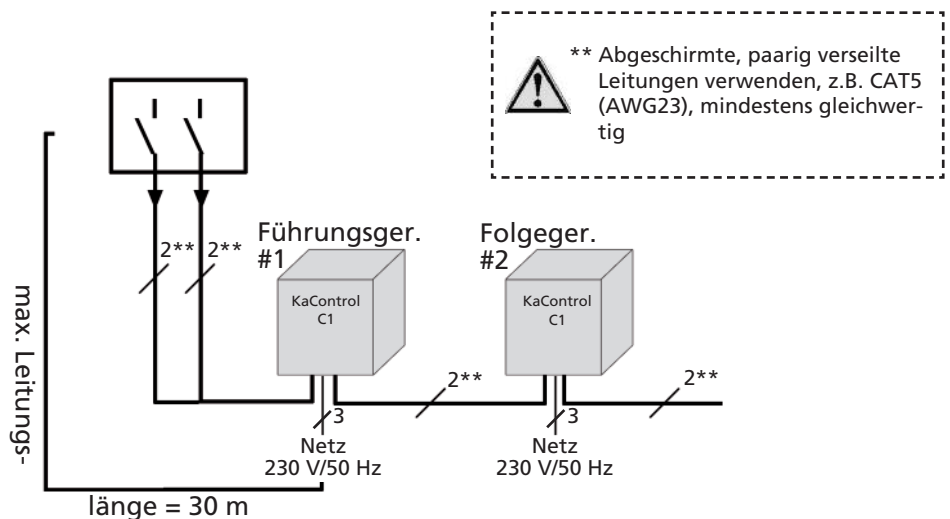 ** Abgeschirmte, paarig verseilte
Leitungen verwenden, z.B. CAT5
(AWG23), mindestens gleichwer-
tig
2** 2**
Führungsger.
#1
KaControl
C1
Folgeger.
#2
KaControl
C1
2**
2**
3
Netz
230 V/50 Hz
3
Netz
230 V/50 Hz
max. Leitungs-
länge = 30 m